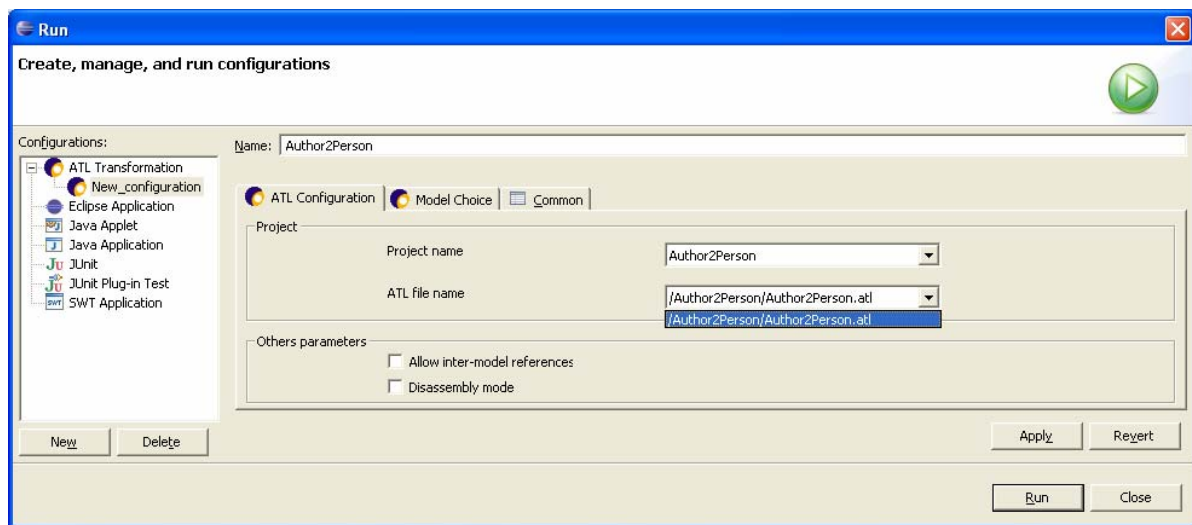 Run
Create, manage, and run configurations
Configurations:
ATL Transformation
New_configuration
Eclipse Application
Java Applet
Java Application
JUnit
JUnit Plug-in Test
SWT Application
New
Delete
Name: Author2Person
ATL Configuration Model Choice Common
Project
Project name Author2Person
ATL file name /Author2Person/Author2Person.atl
/Author2Person/Author2Person.atl
Others parameters
Allow inter-model references
Disassembly mode
Apply Revert
Run Close